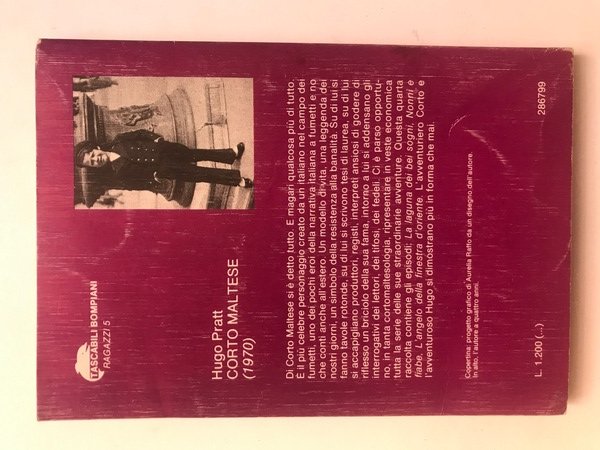 TASCABILI BOMPIANI
RAGAZZI 5
Hugo Pratt
CORTO MALTESE
(1970)
Di Corto Maltese si è detto tutto. E magari qualcosa più di tutto.
È il più celebre personaggio creato da un italiano nel campo dei
fumetti. Uno dei pochi eroi della narrativa italiana a fumetti e no
che conti anche all'estero. Un modello di vita, una leggenda dei
nostri giorni, un simbolo della resistenza alla banalità. Su di lui si
fanno tavole rotonde, su di lui si scrivono tesi di laurea, su di lui
si accapigliano produttori, registi, interpreti ansiosi di godere di
riflesso un briciolo della sua fama, intorno a lui si addensano gli
interrogativi dei lettori, dei tifosi, dei fedeli. Ci è parso opportu-
no, in tanta cortomaltesologia, ripresentare in veste economica
tutta la serie delle sue straordinarie avventure. Questa quarta
raccolta contiene gli episodi: La laguna dei bei sogni, Nonni e
fiabe, L'angelo della finestra d'oriente. L'avventuriero Corto e
l'avventuroso Hugo si dimostrano più in forma che mai.
Copertina: progetto grafico di Aurelia Raffo da un disegno dell'autore.
In alto, l'autore a quattro anni.
L. 1.200 (...)
286799